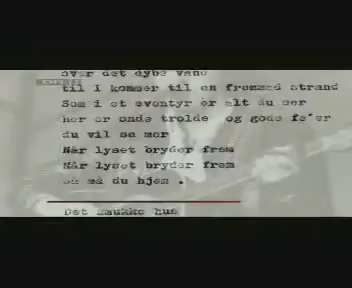 over det dybe vand
til I kommer til en fremmed strand
Som i et eventyr er alt du ser
her er onde trolde og gode fe'er
du vil se mer
Når lyset bryder frem
Når lyset bryder frem
så må du hjem .
Det smukke hus